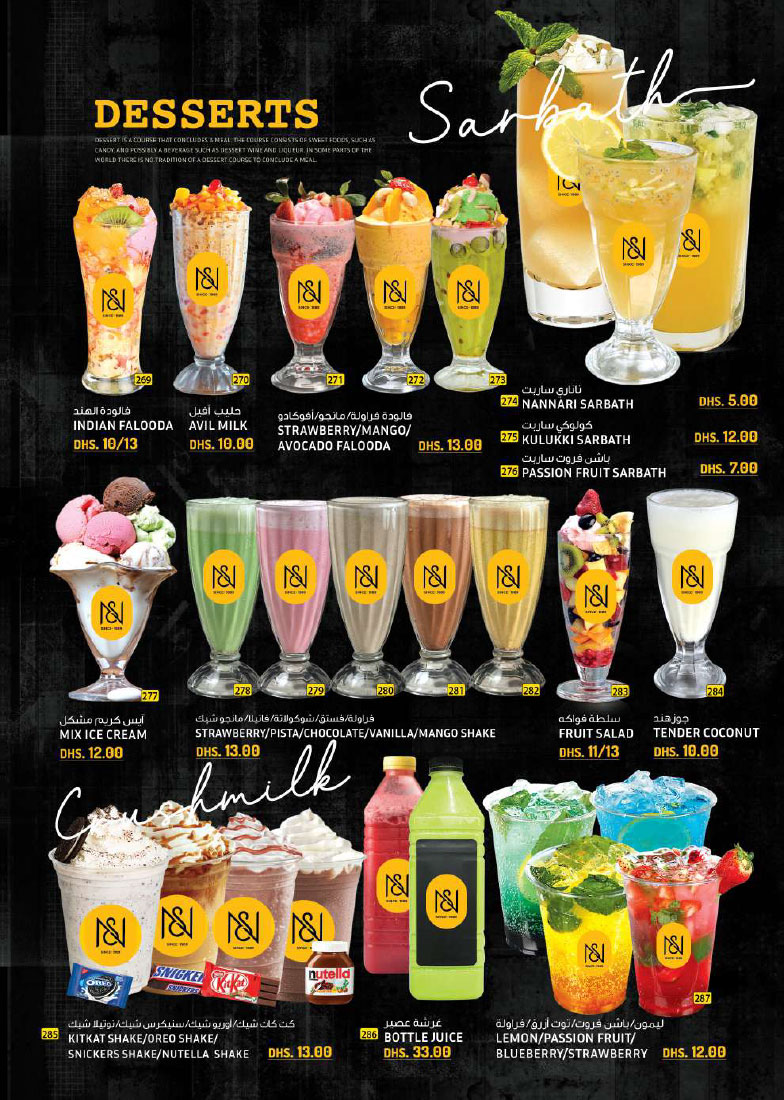 DESSERTS
Sarbath
DESSERT IS A COURSE THAT CONCLUDES A MEAL. THE COURSE CONSISTS OF SWEET FOODS, SUCH AS
CANDY, AND POSSIBLY A BEVERAGE SUCH AS DESSERT WINE AND LIQUEUR. IN SOME PARTS OF THE
WORLD THERE IS NO TRADITION OF A DESSERT COURSE TO CONCLUDE A MEAL.
269
270
271
272
273
فالودة الهند
INDIAN FALOODA
DHS. 10/13
حليب أفيل
AVIL MILK
DHS. 10.00
فالودة فراولة/مانجو/أفوكادو
STRAWBERRY/MANGO/
AVOCADO FALOODA DHS. 13.00
ناناري ساربت
274 NANNARI SARBATH DHS. 5.00
كولوكي ساربت
275 KULUKKI SARBATH DHS. 12.00
باشن فروت ساربت
276 PASSION FRUIT SARBATH DHS. 7.00
277
278
279
280
281
282
283
284
آيس كريم مشكل
MIX ICE CREAM
DHS. 12.00
فراولة/فستق/شوكولاتة/فانيلا/مانجو شيك
STRAWBERRY/PISTA/CHOCOLATE/VANILLA/MANGO SHAKE
DHS. 13.00
سلطة فواكه
FRUIT SALAD
DHS. 11/13
جوز هند
TENDER COCONUT
DHS. 10.00
Crushmilk
N&N
SINCE 1989
OREO
SNICKERS
KitKat
nutella
287
كت كات شيك/أوريو شيك/سنيكرس شيك/نوتيلا شيك
285 KITKAT SHAKE/OREO SHAKE/
SNICKERS SHAKE/NUTELLA SHAKE DHS. 13.00
غرشة عصير
286 BOTTLE JUICE
DHS. 33.00
ليمون/باشن فروت/توت أزرق/فراولة
LEMON/PASSION FRUIT/
BLUEBERRY/STRAWBERRY DHS. 12.00